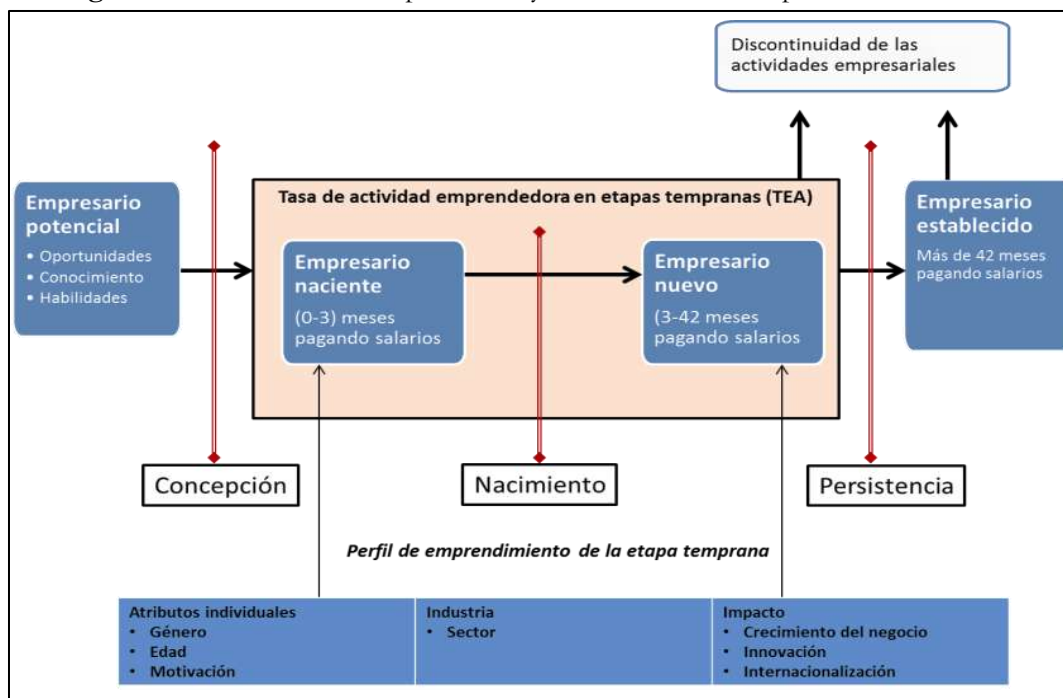 Discontinuidad de las
actividades empresariales
Tasa de actividad emprendedora en etapas tempranas (TEA)
Empresario
potencial
• Oportunidades
• Conocimiento
• Habilidades
Empresario
naciente
(0-3) meses
pagando salarios
Empresario
nuevo
(3-42 meses
pagando salarios
Empresario
establecido
Más de 42 meses
pagando salarios
Concepción
Nacimiento
Persistencia
Perfil de emprendimiento de la etapa temprana
Atributos individuales
• Género
• Edad
• Motivación
Industria
• Sector
Impacto
• Crecimiento del negocio
• Innovación
• Internacionalización